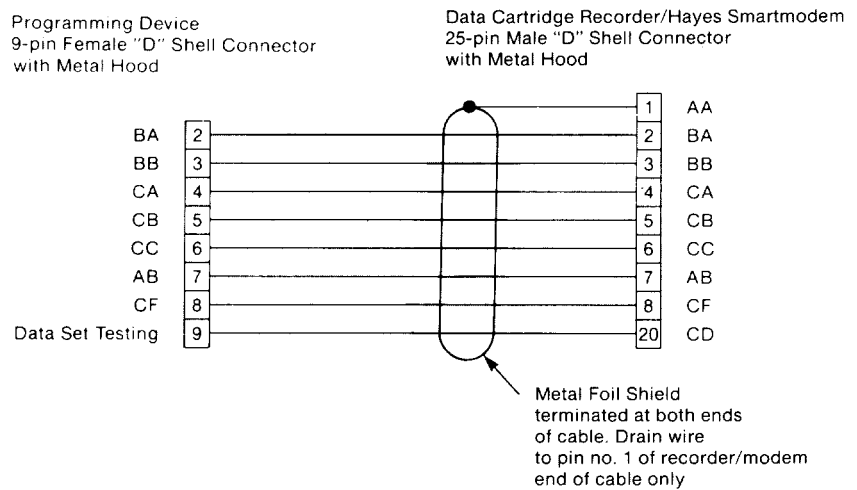 Programming Device
9-pin Female "D" Shell Connector
with Metal Hood
Data Cartridge Recorder/Hayes Smartmodem
25-pin Male "D" Shell Connector
with Metal Hood
1 AA
BA 2 2 BA
BB 3 3 BB
CA 4 4 CA
CB 5 5 CB
CC 6 6 CC
AB 7 7 AB
CF 8 8 CF
Data Set Testing 9 20 CD
Metal Foil Shield
terminated at both ends
of cable. Drain wire
to pin no. 1 of recorder/modem
end of cable only